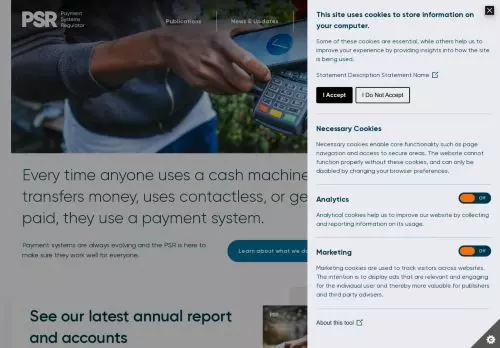 PSR Payment
Systems
Regulator
Publications
News & Updates
Every time anyone uses a cash machine
transfers money, uses contactless, or ge
paid, they use a payment system.
Payment systems are always evolving and the PSR is here to
make sure they work well for everyone.
Learn about what we do
See our latest annual report
and accounts
PSR
This site uses cookies to store information on
your computer.
Some of these cookies are essential, while others help us to
improve your experience by providing insights into how the site
is being used.
Statement Description Statement Name
I Accept
I Do Not Accept
Necessary Cookies
Necessary cookies enable core functionality such as page
navigation and access to secure areas. The website cannot
function properly without these cookies, and can only be
disabled by changing your browser preferences.
Analytics
Off
Analytical cookies help us to improve our website by collecting
and reporting information on its usage.
Marketing
Off
Marketing cookies are used to track visitors across websites.
The intention is to display ads that are relevant and engaging
for the individual user and thereby more valuable for publishers
and third party advertisers.
About this tool